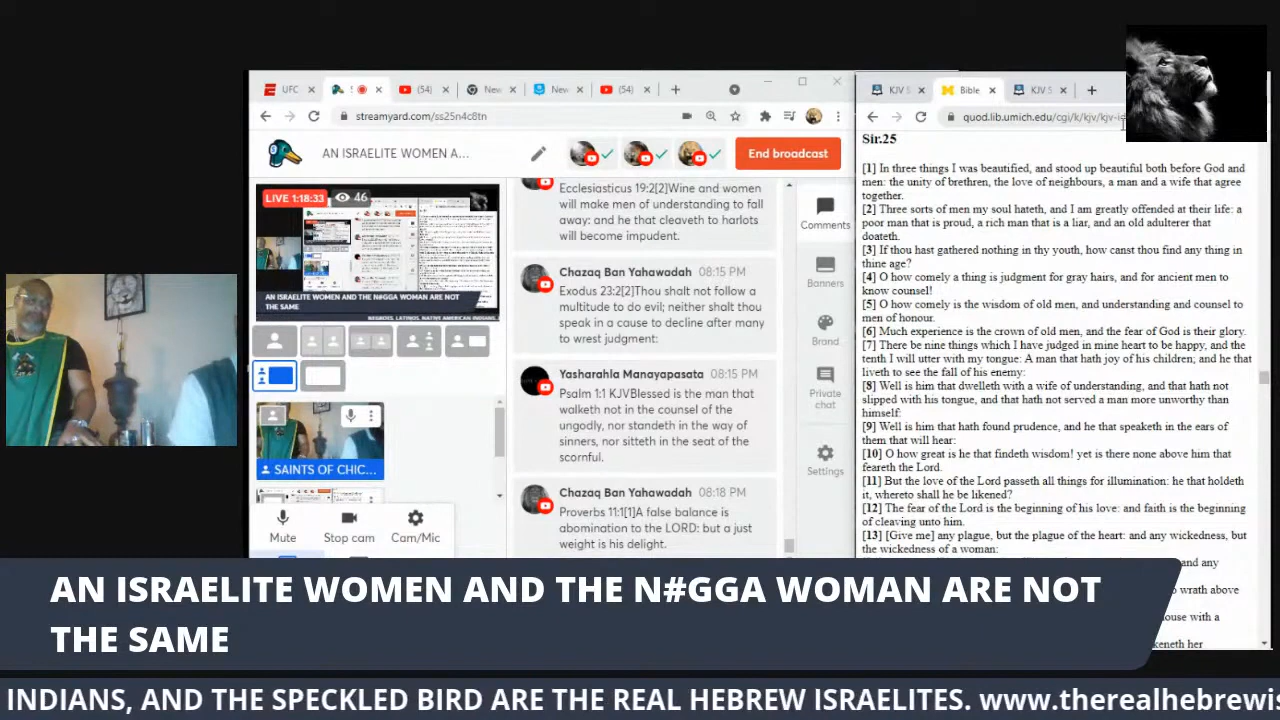 UFC
(54)
New
New
(54)
streamyard.com/ss25n4c8tn
AN ISRAELITE WOMEN A...
End broadcast
LIVE 1:18:33
46
AN ISRAELITE WOMEN AND THE N#GGA WOMAN ARE NOT
THE SAME
NEGROES, LATINOS, NATIVE AMERICAN INDIANS,
SAINTS OF CHIC...
Mute
Stop cam
Cam/Mic
Ecclesiasticus 19:2[2]Wine and women
will make men of understanding to fall
away: and he that cleaveth to harlots
will become impudent.
Chazaq Ban Yahawadah 08:15 PM
Exodus 23:2[2]Thou shalt not follow a
multitude to do evil; neither shalt thou
speak in a cause to decline after many
to wrest judgment:
Yasharahla Manayapasata 08:15 PM
Psalm 1:1 KJVBlessed is the man that
walketh not in the counsel of the
ungodly, nor standeth in the way of
sinners, nor sitteth in the seat of the
scornful.
Chazaq Ban Yahawadah 08:18 PM
Proverbs 11:1[1]A false balance is
abomination to the LORD: but a just
weight is his delight.
Comments
Banners
Brand
Private
chat
Settings
KJV S
Bible
KJV S
quod.lib.umich.edu/cgi/k/kjv/kjv-i
Sir.25
[1] In three things I was beautified, and stood up beautiful both before God and
men: the unity of brethren, the love of neighbours, a man and a wife that agree
together.
[2] Three sorts of men my soul hateth, and I am greatly offended at their life: a
poor man that is proud, a rich man that is a liar, and an old adulterer that
doateth.
[3] If thou hast gathered nothing in thy youth, how canst thou find any thing in
thine age?
[4] O how comely a thing is judgment for gray hairs, and for ancient men to
know counsel!
[5] O how comely is the wisdom of old men, and understanding and counsel to
men of honour.
[6] Much experience is the crown of old men, and the fear of God is their glory.
[7] There be nine things which I have judged in mine heart to be happy, and the
tenth I will utter with my tongue: A man that hath joy of his children; and he that
liveth to see the fall of his enemy:
[8] Well is him that dwelleth with a wife of understanding, and that hath not
slipped with his tongue, and that hath not served a man more unworthy than
himself:
[9] Well is him that hath found prudence, and he that speaketh in the ears of
them that will hear:
[10] O how great is he that findeth wisdom! yet is there none above him that
feareth the Lord.
[11] But the love of the Lord passeth all things for illumination: he that holdeth
it, whereto shall he be likened?
[12] The fear of the Lord is the beginning of his love: and faith is the beginning
of cleaving unto him.
[13] [Give me] any plague, but the plague of the heart: and any wickedness, but
the wickedness of a woman:
and any
wrath above
ouse with a
keneth her
AN ISRAELITE WOMEN AND THE N#GGA WOMAN ARE NOT
THE SAME
INDIANS, AND THE SPECKLED BIRD ARE THE REAL HEBREW ISRAELITES. www.therealhebrewis